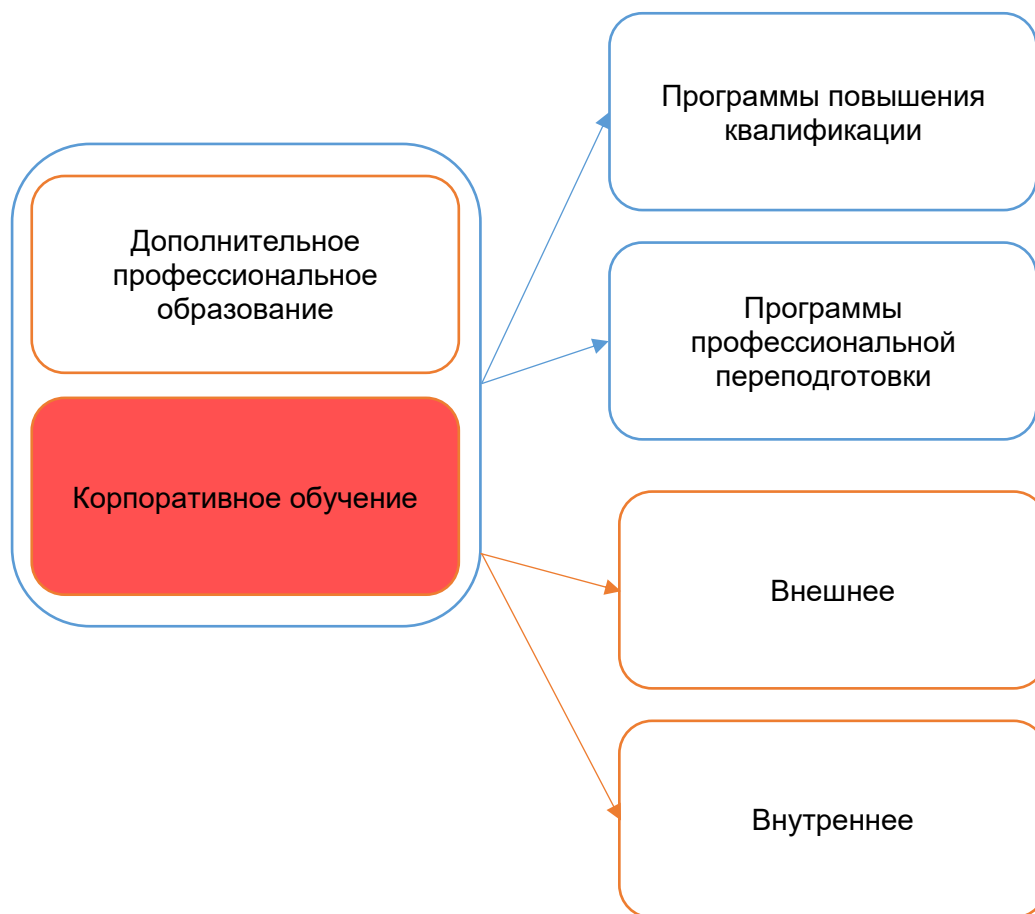 Дополнительное
профессиональное
образование
Корпоративное обучение
Программы повышения
квалификации
Программы
профессиональной
переподготовки
Внешнее
Внутреннее